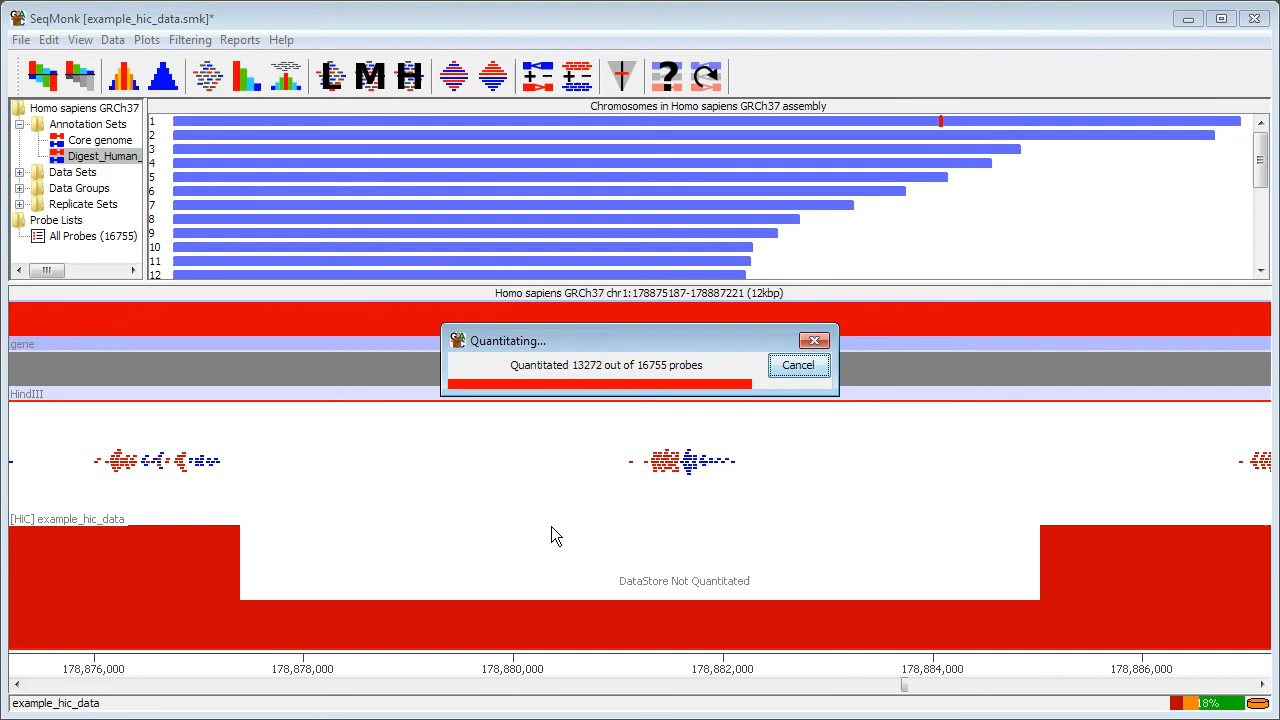 SeqMonk [example_hic_data.smk]*
File Edit View Data Plots Filtering Reports Help
L M H ?
Homo sapiens GRCh37
Annotation Sets
Core genome
Digest_Human_
Data Sets
Data Groups
Replicate Sets
Probe Lists
All Probes (16755)
Chromosomes in Homo sapiens GRCh37 assembly
1
2
3
4
5
6
7
8
9
10
11
12
Homo sapiens GRCh37 chr1:178875187-178887221 (12kbp)
gene
Quantitating...
Quantitated 13272 out of 16755 probes
Cancel
HindIII
[HiC] example_hic_data
DataStore Not Quantitated
178,876,000 178,878,000 178,880,000 178,882,000 178,884,000 178,886,000
example_hic_data
18%